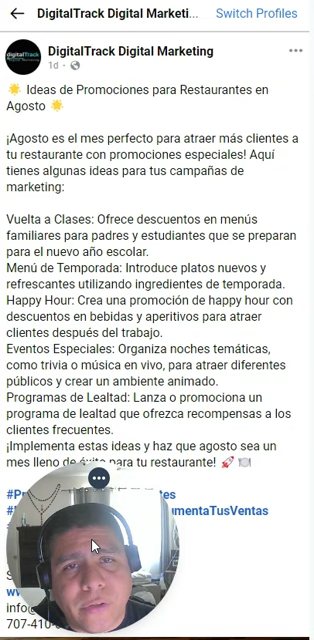 DigitalTrack Digital Marketi... Switch Profiles
digitalTrack
DigitalTrack Digital Marketing
1d
🌟 Ideas de Promociones para Restaurantes en
Agosto 🌟
¡Agosto es el mes perfecto para atraer más clientes a
tu restaurante con promociones especiales! Aquí
tienes algunas ideas para tus campañas de
marketing:
Vuelta a Clases: Ofrece descuentos en menús
familiares para padres y estudiantes que se preparan
para el nuevo año escolar.
Menú de Temporada: Introduce platos nuevos y
refrescantes utilizando ingredientes de temporada.
Happy Hour: Crea una promoción de happy hour con
descuentos en bebidas y aperitivos para atraer
clientes después del trabajo.
Eventos Especiales: Organiza noches temáticas,
como trivia o música en vivo, para atraer diferentes
públicos y crear un ambiente animado.
Programas de Lealtad: Lanza o promociona un
programa de lealtad que ofrezca recompensas a los
clientes frecuentes.
¡Implementa estas ideas y haz que agosto sea un
mes lleno de éxito para tu restaurante! 🚀 🍽️